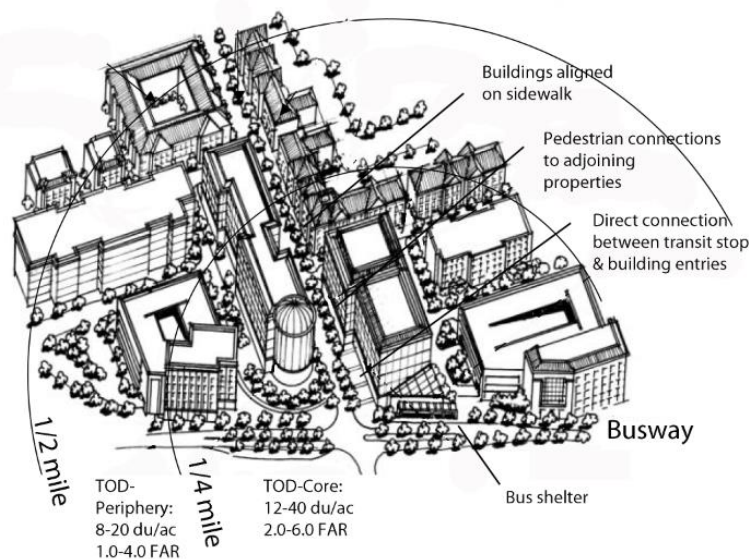 Buildings aligned
on sidewalk
Pedestrian connections
to adjoining
properties
Direct connection
between transit stop
& building entries
Busway
Bus shelter
1/2 mile
1/4 mile
TOD-
Periphery:
8-20 du/ac
1.0-4.0 FAR
TOD-Core:
12-40 du/ac
2.0-6.0 FAR